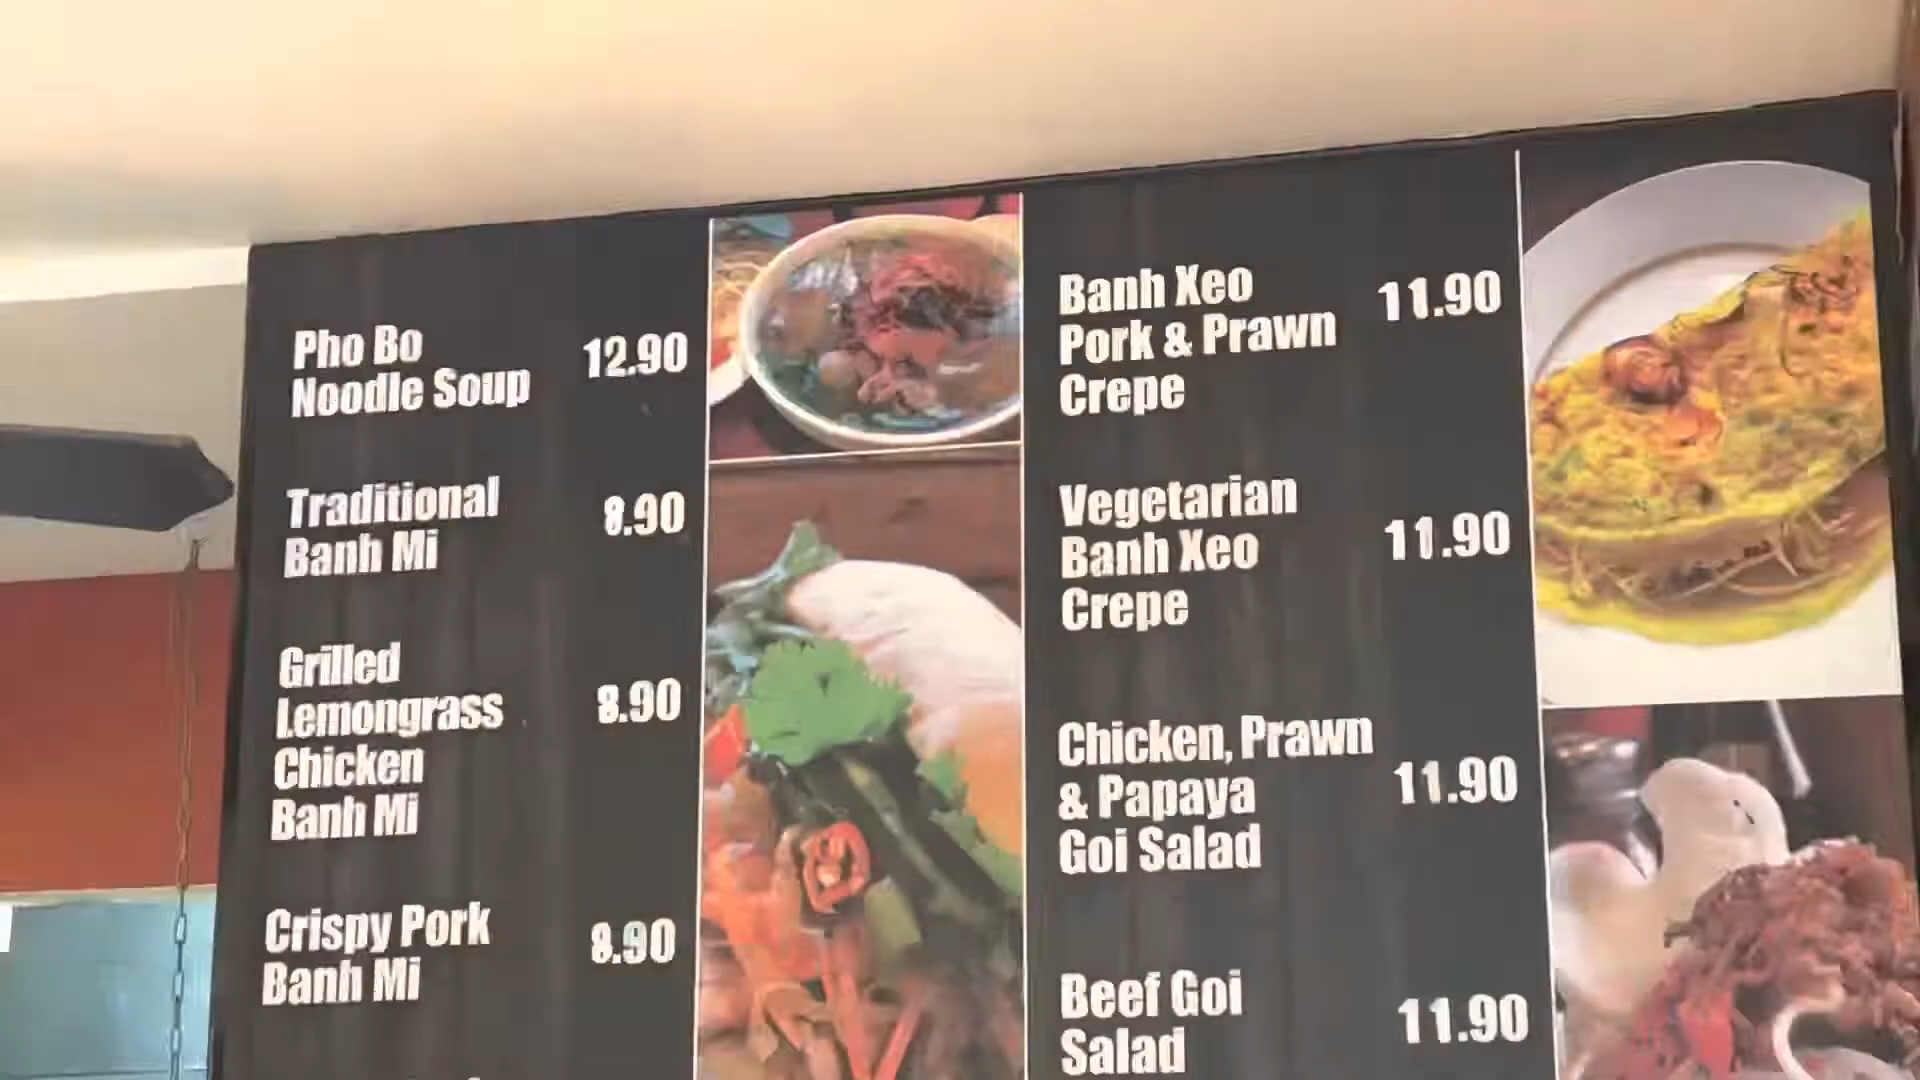 Pho Bo
Noodle Soup 12.90
Traditional
Banh Mi 8.90
Grilled
Lemongrass
Chicken
Banh Mi 8.90
Crispy Pork
Banh Mi 8.90
Banh Xeo
Pork & Prawn
Crepe 11.90
Vegetarian
Banh Xeo
Crepe 11.90
Chicken, Prawn
& Papaya
Goi Salad 11.90
Beef Goi
Salad 11.90